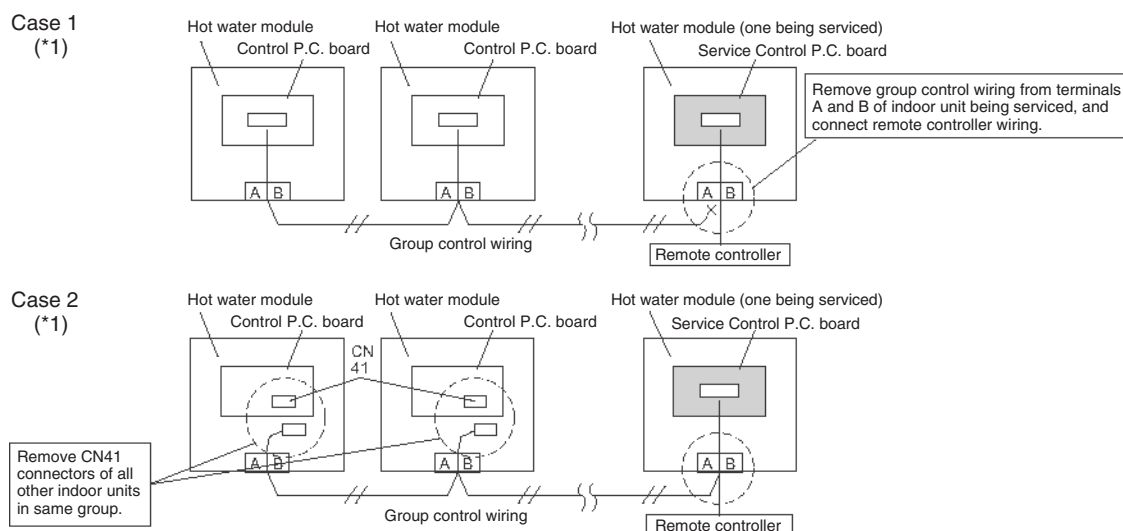 Case 1
(*1)
Hot water module
Control P.C. board
Hot water module
Control P.C. board
Hot water module (one being serviced)
Service Control P.C. board
Remove group control wiring from terminals
A and B of indoor unit being serviced, and
connect remote controller wiring.
A B
A B
A B
Group control wiring
Remote controller
Case 2
(*1)
Hot water module
Control P.C. board
Hot water module
Control P.C. board
Hot water module (one being serviced)
Service Control P.C. board
CN
41
Remove CN41
connectors of all
other indoor units
in same group.
A B
A B
A B
Group control wiring
Remote controller